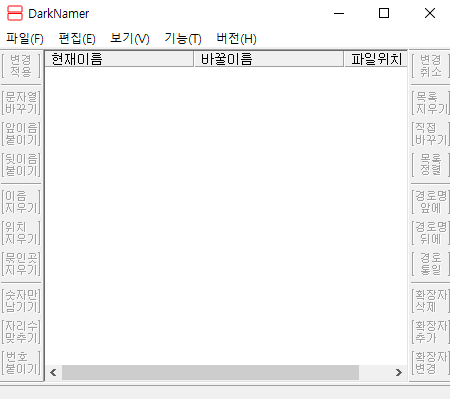 DarkNamer
파일(F) 편집(E) 보기(V) 기능(T) 버전(H)
현재이름 바꿀이름 파일위치
[변경
적용]
[문자열
바꾸기]
[앞이름
붙이기]
[뒷이름
붙이기]
[이름
지우기]
[위치
지우기]
[묶인곳
지우기]
[숫자만
남기기]
[자리수
맞추기]
[번호
붙이기]
[변경
취소]
[목록
지우기]
[직접
바꾸기]
[목록
정렬]
[경로명
앞에]
[경로명
뒤에]
[경로
통일]
[확장자
삭제]
[확장자
추가]
[확장자
변경]